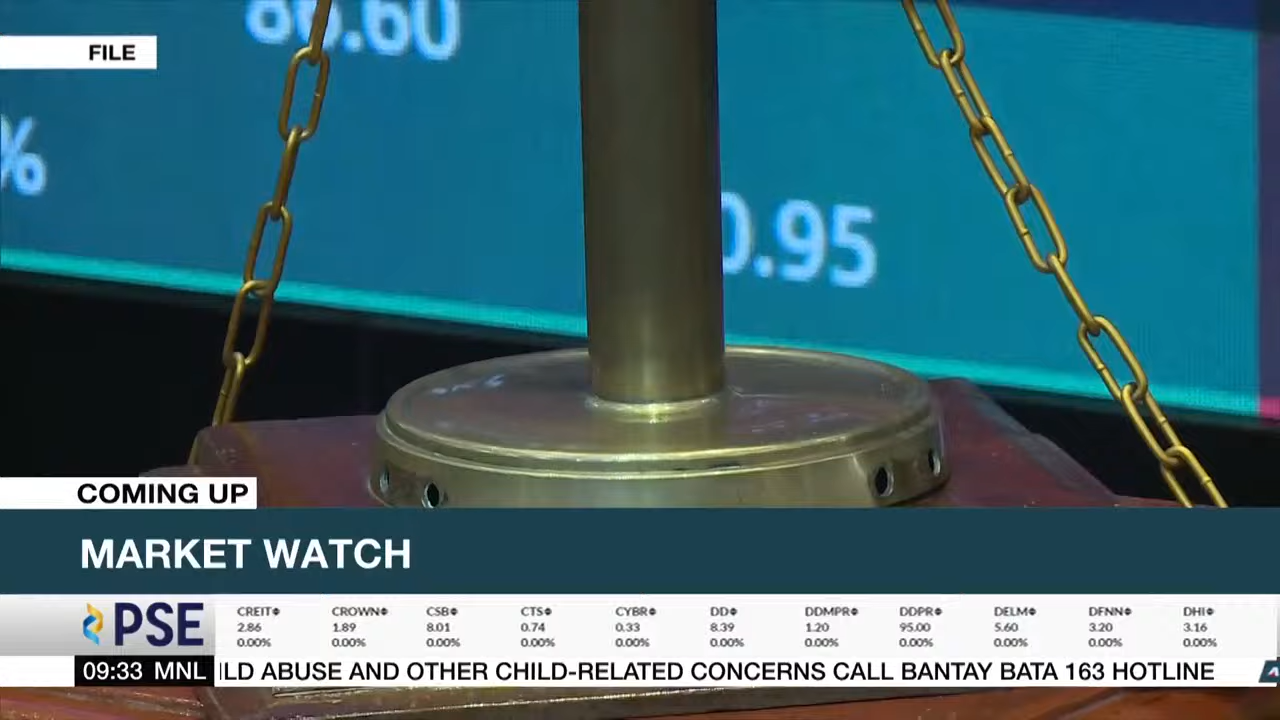 86.60
FILE
%
0.95
COMING UP
MARKET WATCH
PSE
CREIT CROWN CSB CTS CYBR DD DDMPR DDPR DELM DFNN DHI
2.86 1.89 8.01 0.74 0.33 8.39 1.20 95.00 5.60 3.20 3.16
0.00% 0.00% 0.00% 0.00% 0.00% 0.00% 0.00% 0.00% 0.00% 0.00% 0.00%
09:33 MNL ILD ABUSE AND OTHER CHILD-RELATED CONCERNS CALL BANTAY BATA 163 HOTLINE